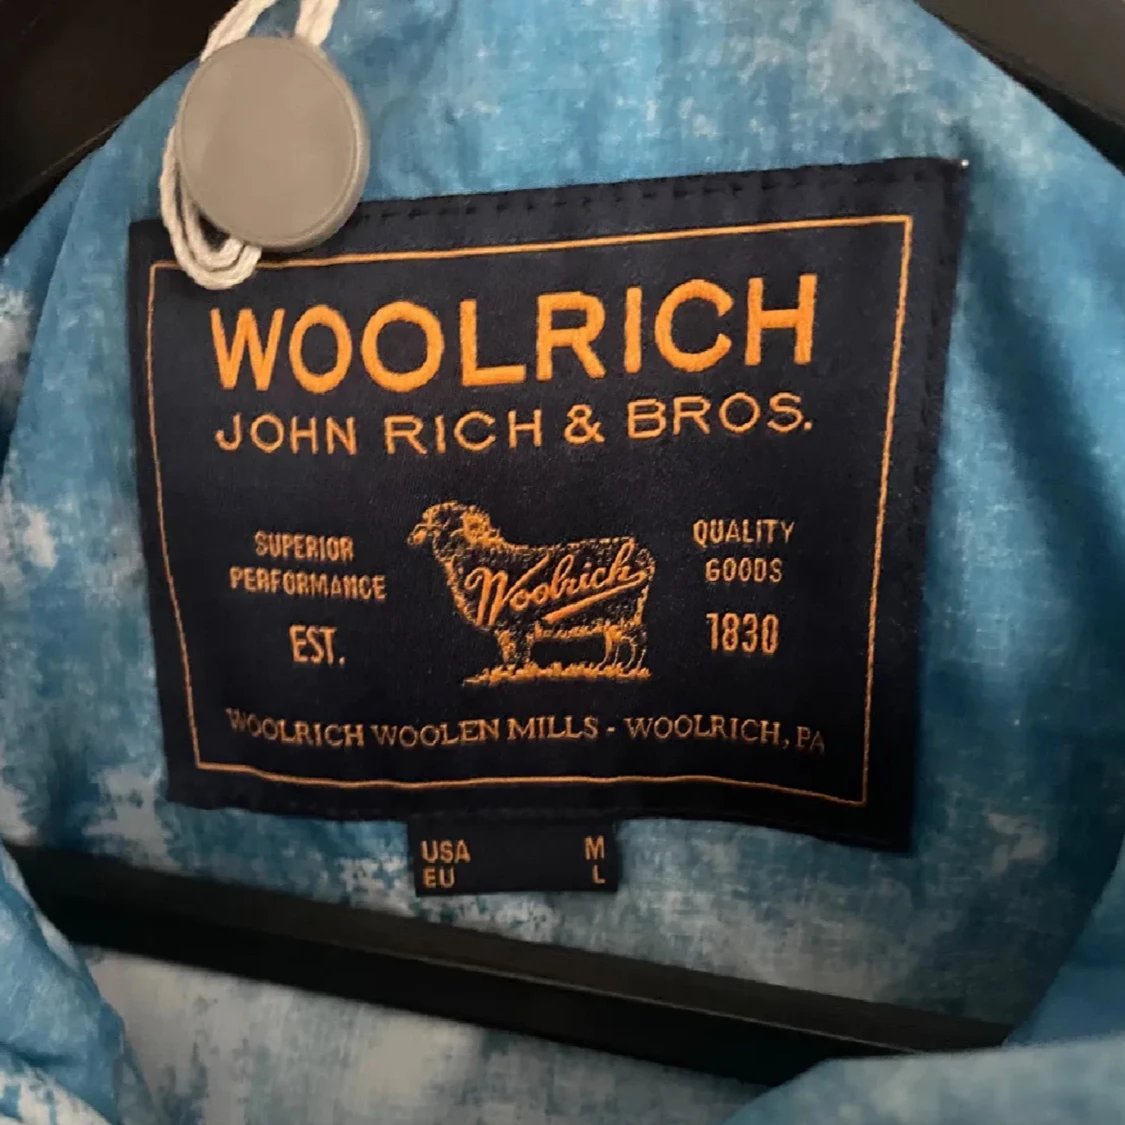 WOOLRICH
JOHN RICH & BROS.
SUPERIOR
PERFORMANCE
EST.
Woolrich
QUALITY
GOODS
1830
WOOLRICH WOOLEN MILLS - WOOLRICH, PA
USA M
EU L